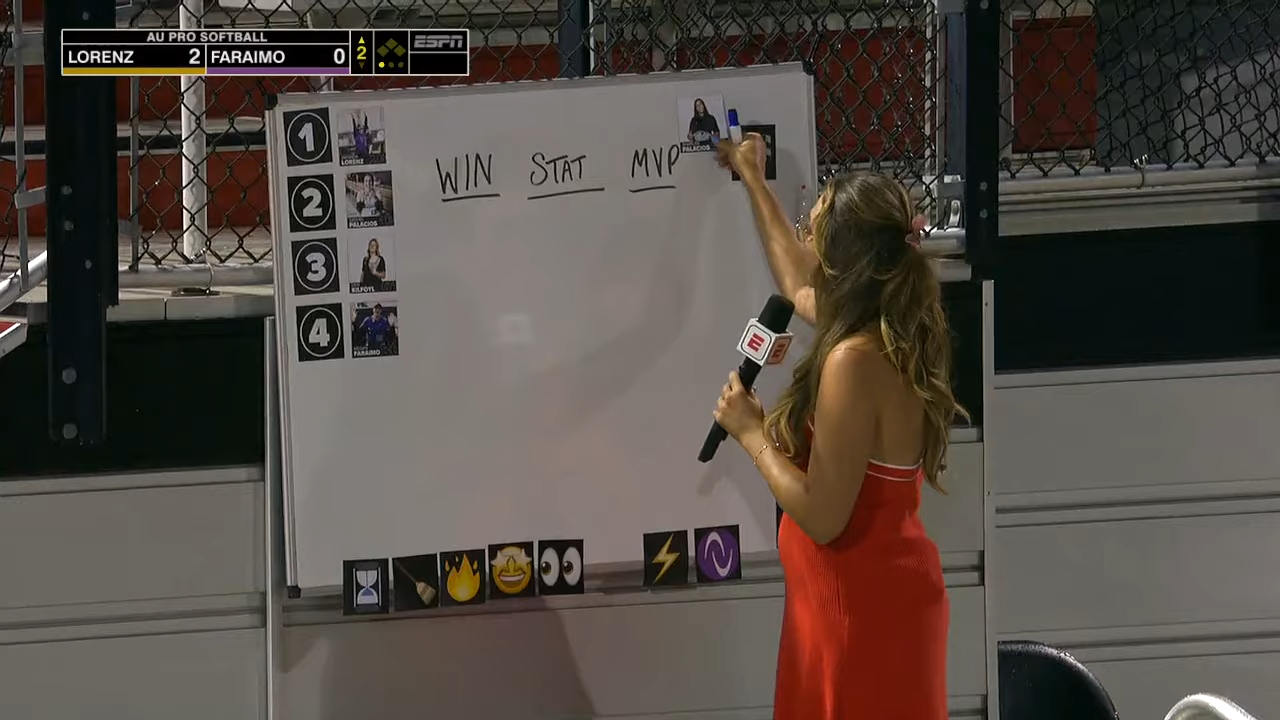 AU PRO SOFTBALL
LORENZ 2 FARAIMO 0 2 ESPN
1 LORENZ
WIN STAT MVP PALACIOS
2 PALACIOS
3 KILFOYL
4 FARAIMO
E E